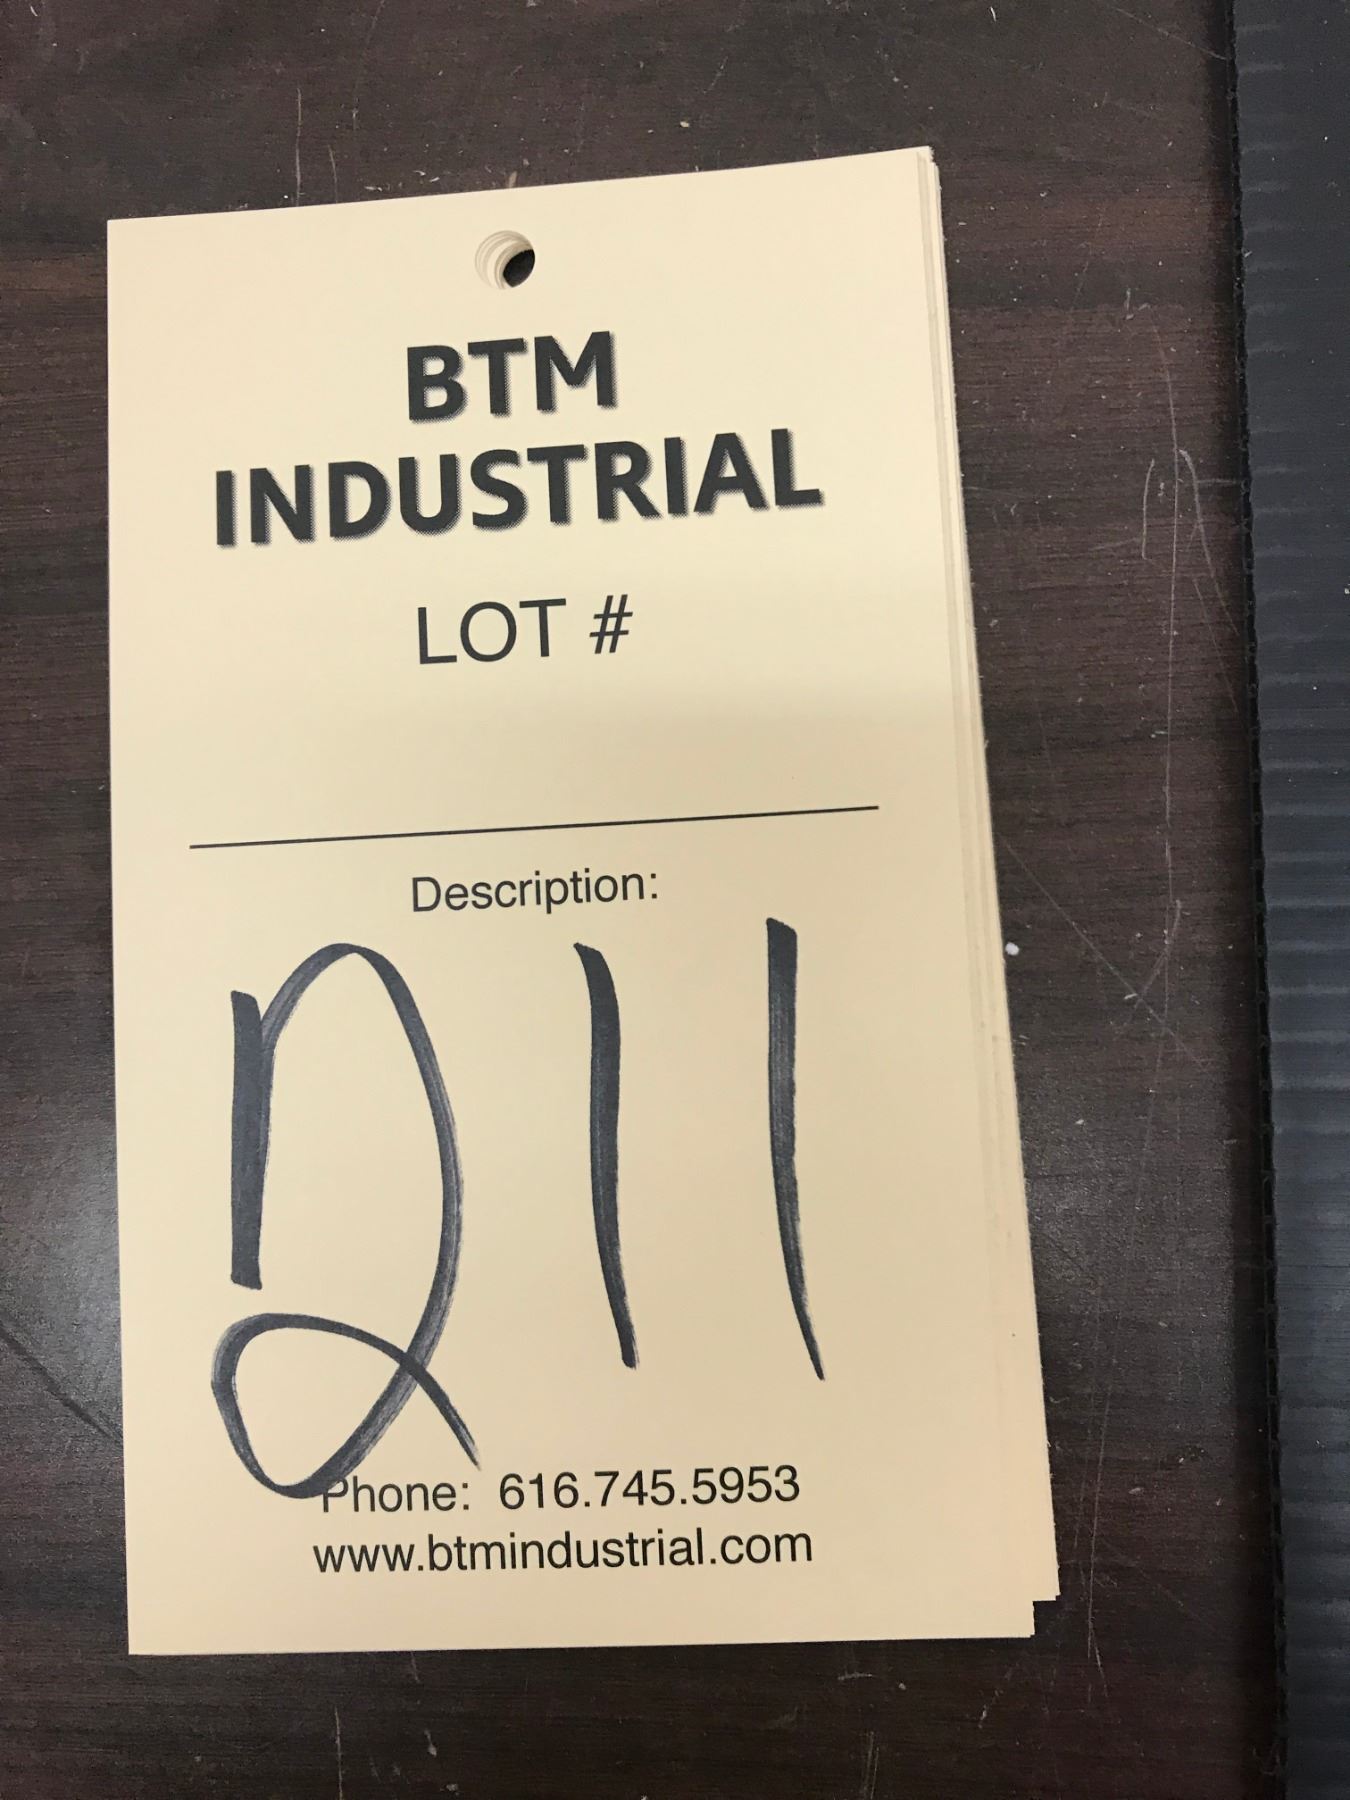 BTM
INDUSTRIAL
LOT #
Description:
211
Phone: 616.745.5953
www.btmindustrial.com